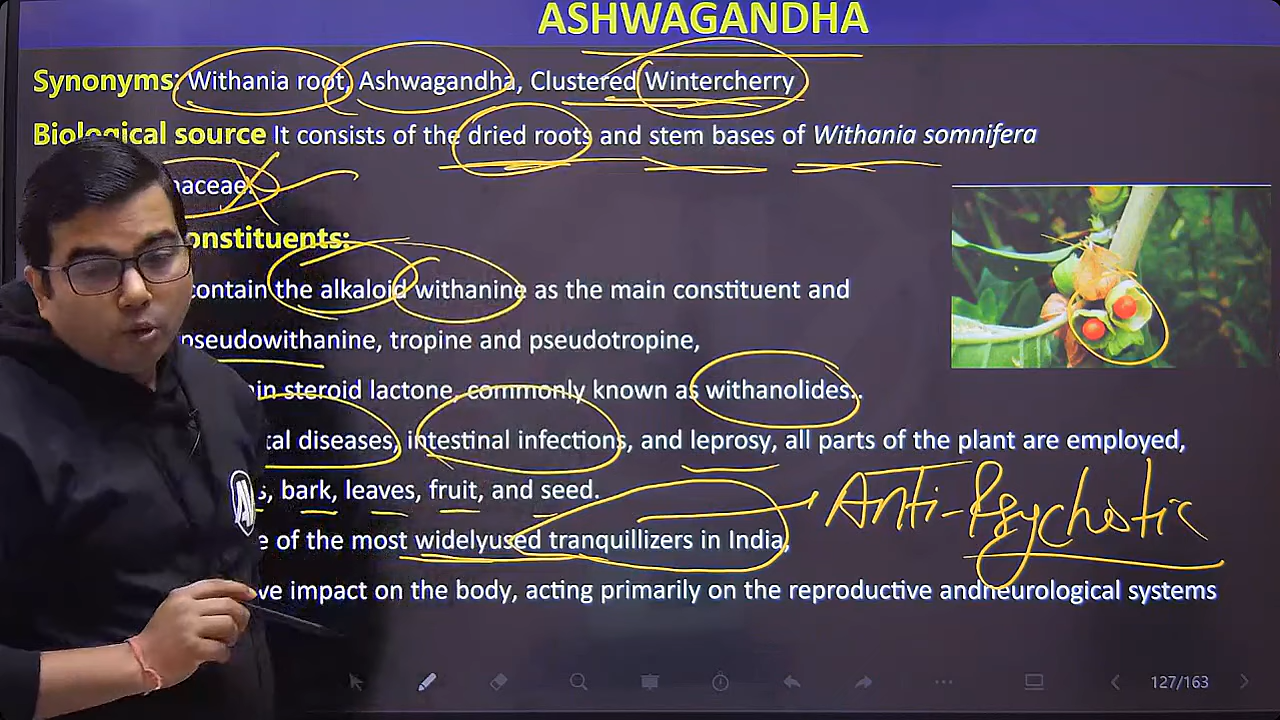 ASHWAGANDHA
Synonyms: Withania root, Ashwagandha, Clustered Wintercherry
Biological source It consists of the dried roots and stem bases of Withania somnifera
aceae.
onstituents:
contain the alkaloid withanine as the main constituent and
pseudowithanine, tropine and pseudotropine,
in steroid lactone, commonly known as withanolides..
tal diseases, intestinal infections, and leprosy, all parts of the plant are employed,
s, bark, leaves, fruit, and seed.
Anti-Psychotic
e of the most widelyused tranquillizers in India,
ve impact on the body, acting primarily on the reproductive andneurological systems
127/163